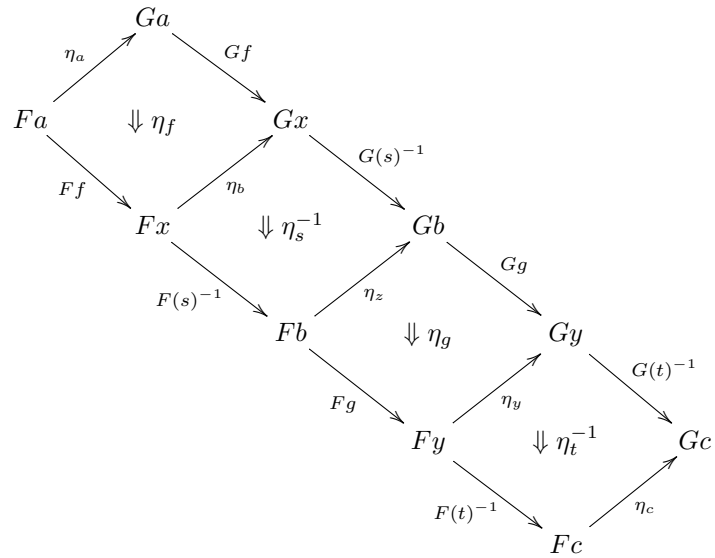 Ga
η_a Gf
Fa ⇓ η_f Gx
Ff η_b G(s)^{-1}
Fx ⇓ η_s^{-1} Gb
F(s)^{-1} η_z Gg
Fb ⇓ η_g Gy
Fg η_y G(t)^{-1}
Fy ⇓ η_t^{-1} Gc
F(t)^{-1} η_c
Fc